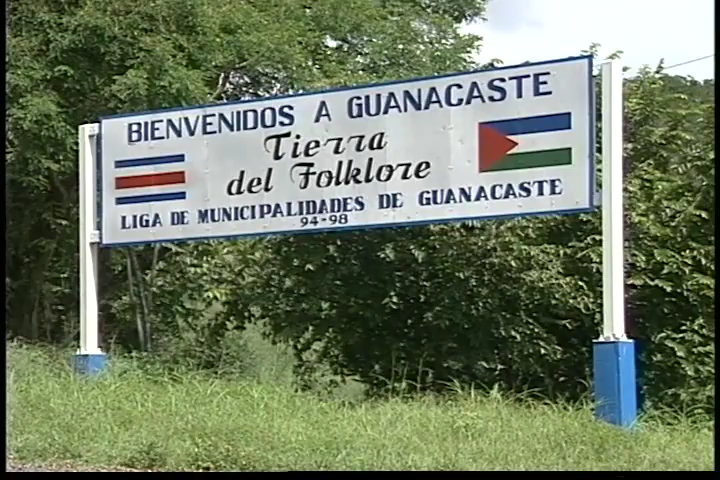 BIENVENIDOS A GUANACASTE
Tierra
del Folklore
LIGA DE MUNICIPALIDADES DE GUANACASTE
94-98